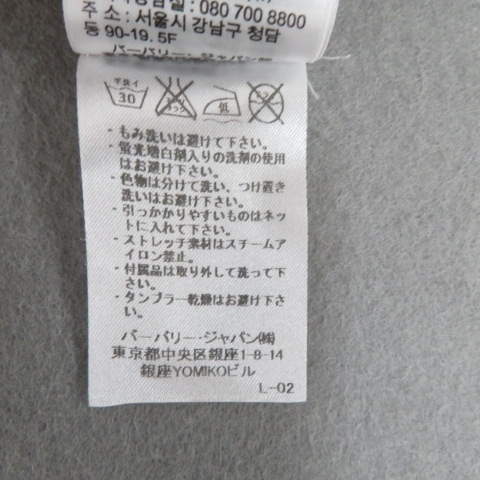 080 700 8800
주 소 : 서울시 강남구 청담
동 90-19. 5F
手洗イ
30
低
- もみ洗いは避けて下さい。
- 蛍光増白剤入りの洗剤の使用
はお避け下さい。
- 色物は分けて洗い、つけ置き
洗いはお避け下さい。
- 引っかかりやすいものはネッ
トに入れて下さい。
- ストレッチ素材はスチームア
イロン禁止。
- 付属品は取り外して洗って下
さい。
- タンブラー乾燥はお避け下さ
い。
バーバリー・ジャパン㈱
東京都中央区銀座1-8-14
銀座YOMIKOビル
L-02